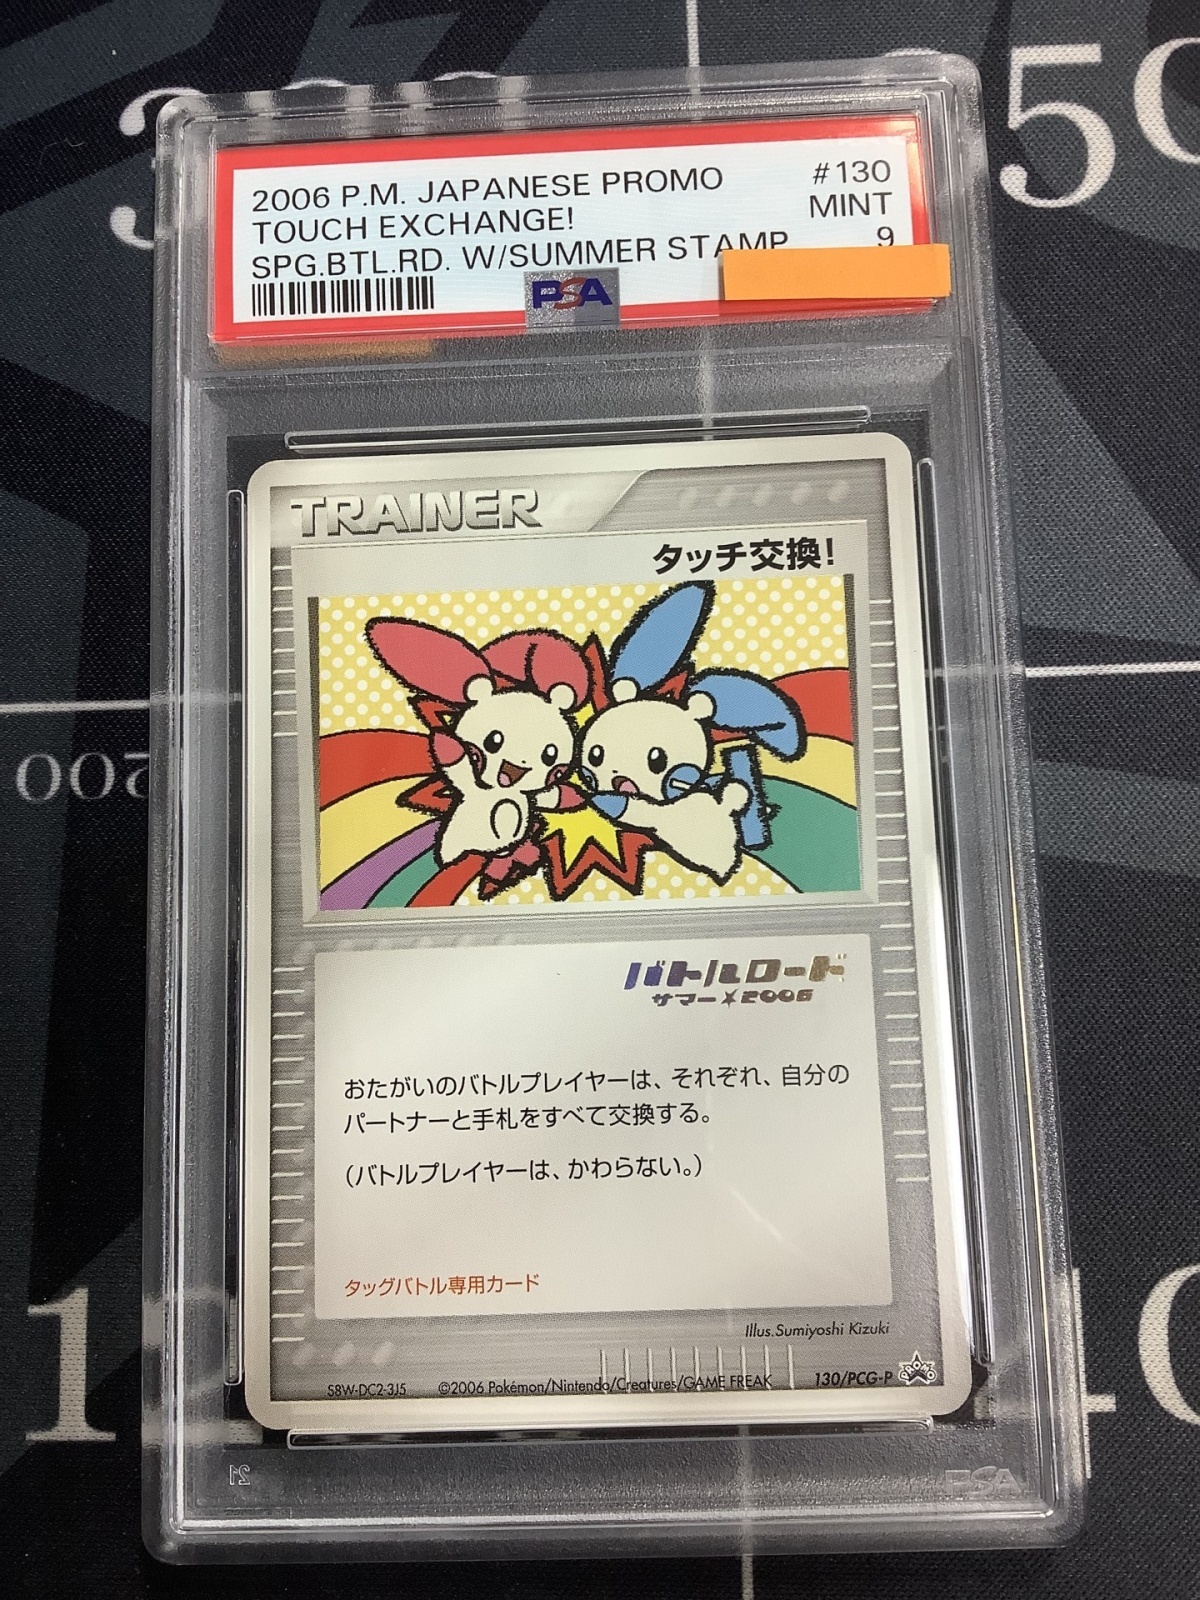 2006 P.M. JAPANESE PROMO #130
TOUCH EXCHANGE! MINT
SPG.BTL.RD. W/SUMMER STAMP 9
PSA
TRAINER
タッチ交換!
バトルロード
サマー★2006
おたがいのバトルプレイヤーは、それぞれ、自分の
パートナーと手札をすべて交換する。
(バトルプレイヤーは、かわらない。)
タッグバトル専用カード
Illus.Sumiyoshi Kizuki
S8W-DC2-3J5 ©2006 Pokémon/Nintendo/Creatures/GAME FREAK 130/PCG-P PROMO
PSA
200